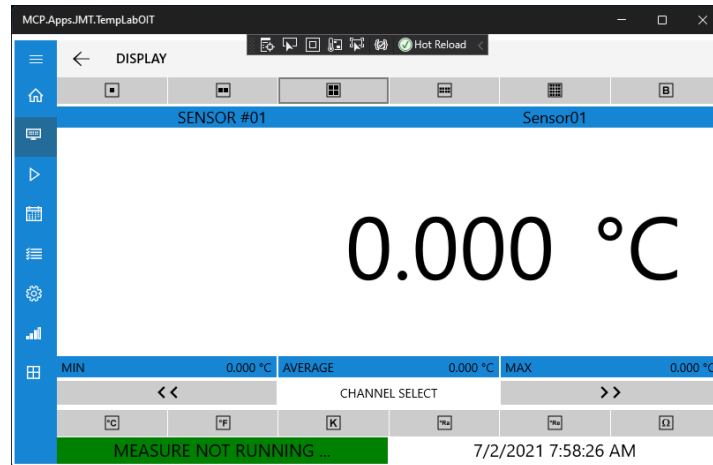 MCP.Apps.JMT.TempLabOIT
Hot Reload
DISPLAY
B
SENSOR #01 Sensor01
0.000 °C
MIN 0.000 °C AVERAGE 0.000 °C MAX 0.000 °C
<< CHANNEL SELECT >>
°C °F K °Ra °Re Ω
MEASURE NOT RUNNING ... 7/2/2021 7:58:26 AM